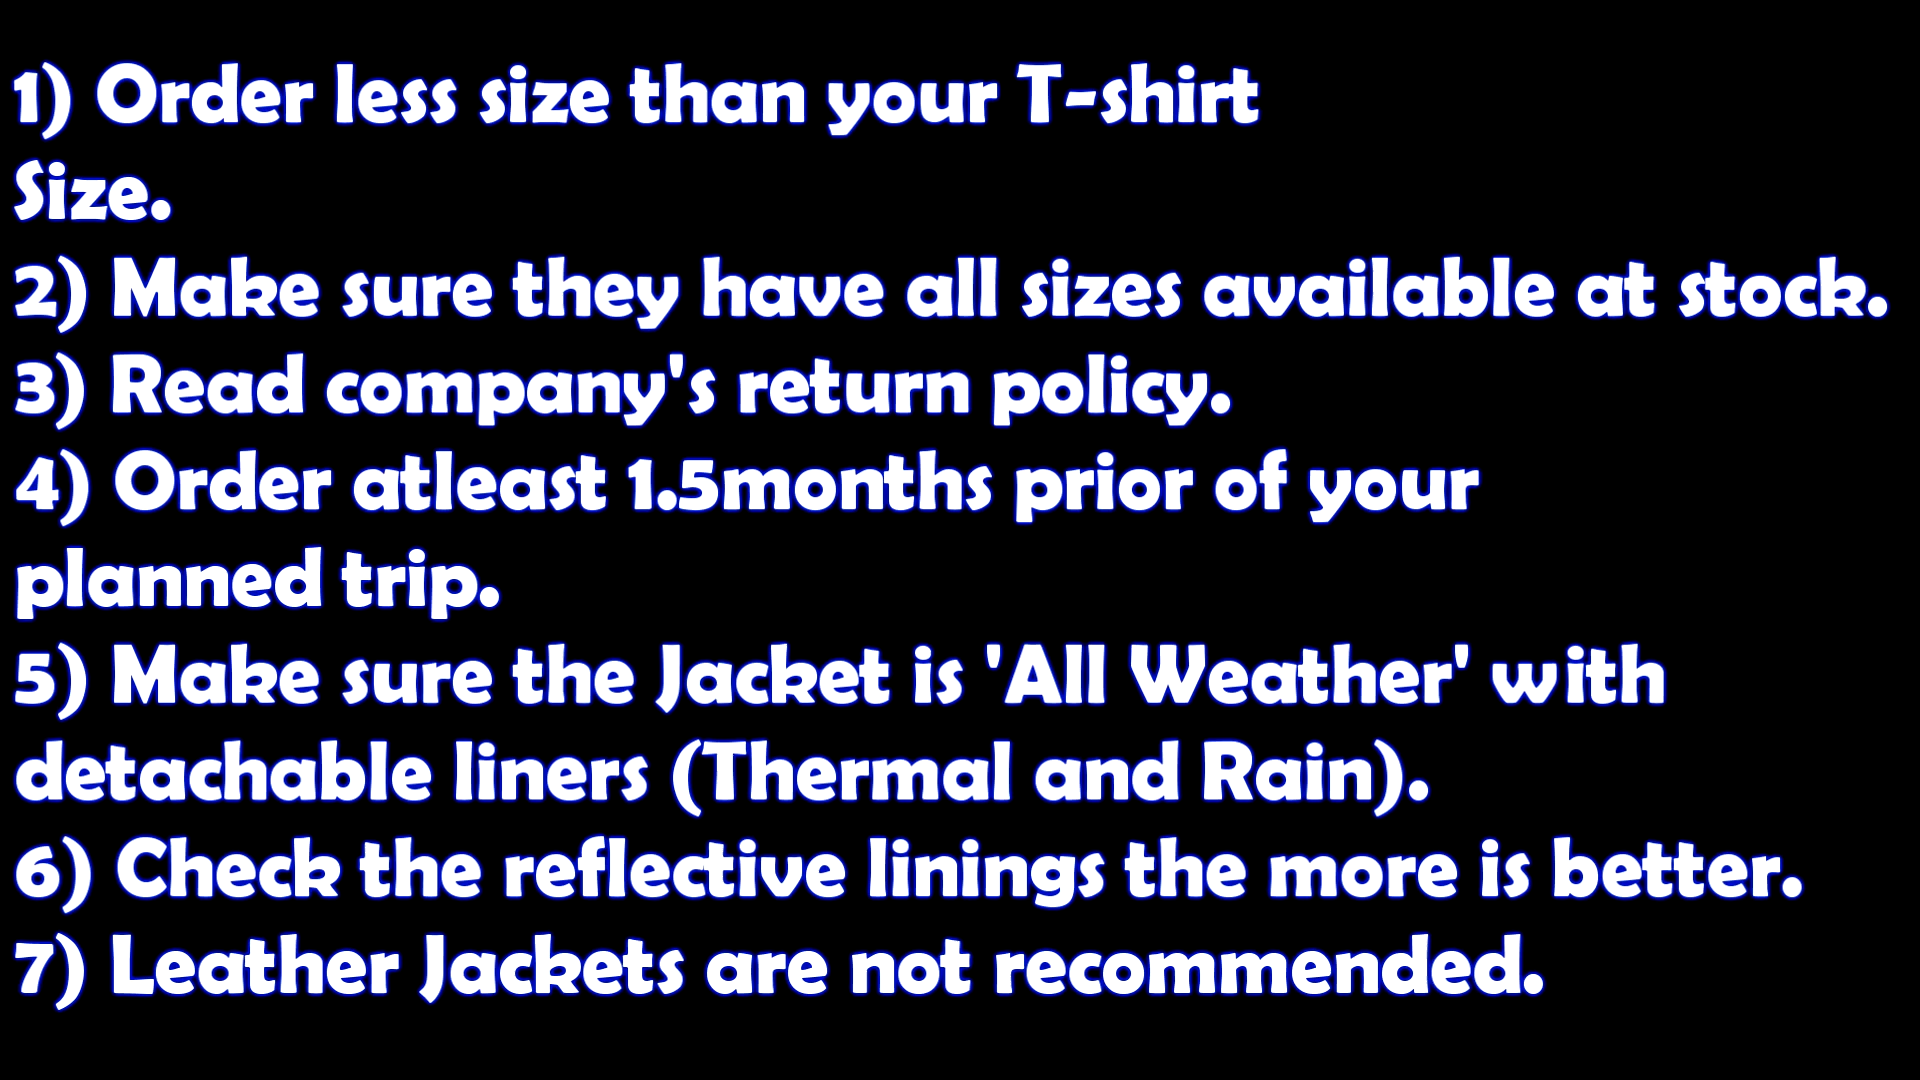 1) Order less size than your T-shirt
Size.
2) Make sure they have all sizes available at stock.
3) Read company's return policy.
4) Order atleast 1.5months prior of your
planned trip.
5) Make sure the Jacket is 'All Weather' with
detachable liners (Thermal and Rain).
6) Check the reflective linings the more is better.
7) Leather Jackets are not recommended.